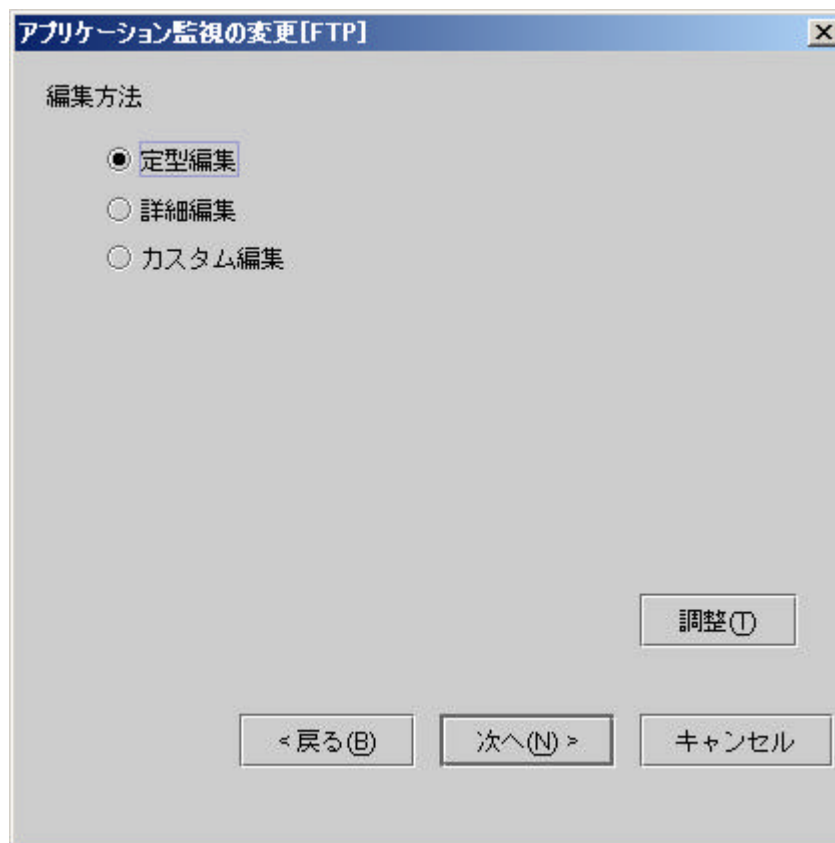 アプリケーション監視の変更[FTP]
編集方法
定型編集
詳細編集
カスタム編集
調整(T)
<戻る(B)
次へ(N)>
キャンセル